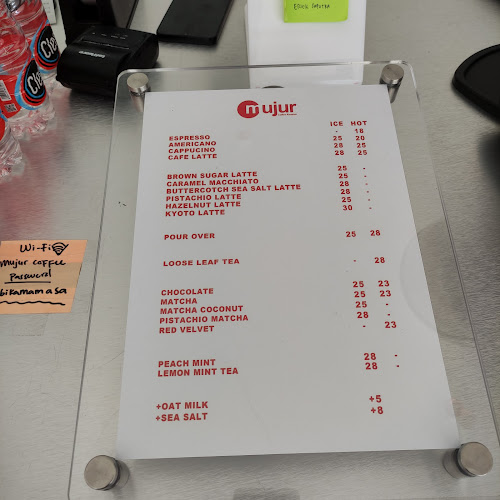 Erica Saputra
mujur
ICE HOT
ESPRESSO - 18
AMERICANO 25 20
CAPPUCINO 28 25
CAFE LATTE 28 25
BROWN SUGAR LATTE 25 -
CARAMEL MACCHIATO 25 -
BUTTERCOTCH SEA SALT LATTE 28 -
PISTACHIO LATTE 28 -
HAZELNUT LATTE 25 -
KYOTO LATTE 30 -
POUR OVER 25 28
LOOSE LEAF TEA - 28
CHOCOLATE 25 23
MATCHA 25 23
MATCHA COCONUT 25 -
PISTACHIO MATCHA 28 -
RED VELVET - 23
PEACH MINT 28 -
LEMON MINT TEA 28 -
+OAT MILK +5
+SEA SALT +8
Wi-Fi
Mujur coffee
Password
bikamamasa